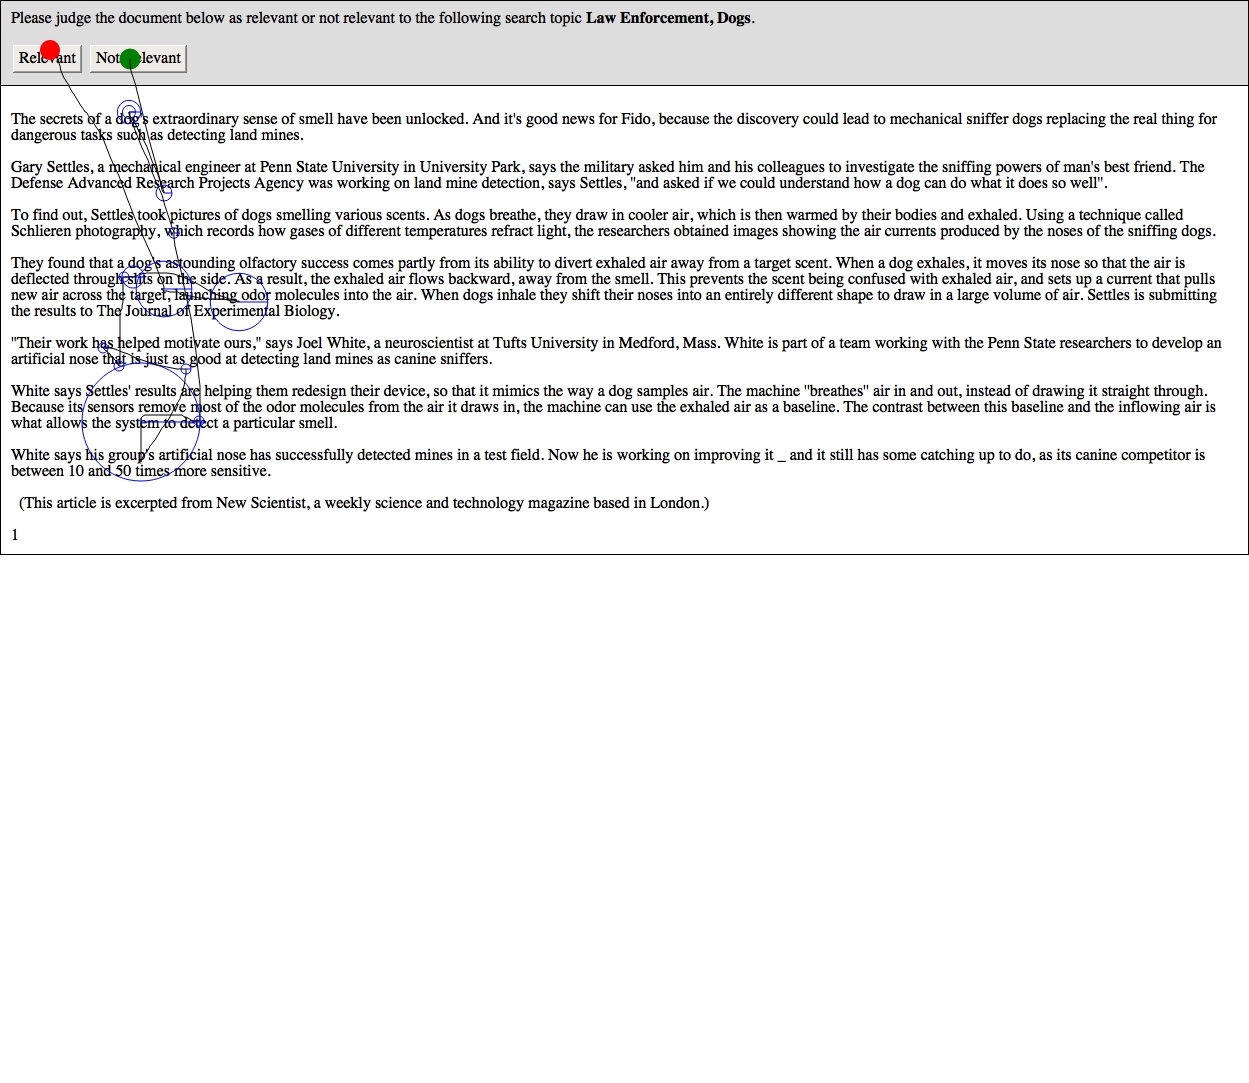 Please judge the document below as relevant or not relevant to the following search topic Law Enforcement, Dogs.
Relevant Not Relevant
The secrets of a dog's extraordinary sense of smell have been unlocked. And it's good news for Fido, because the discovery could lead to mechanical sniffer dogs replacing the real thing for
dangerous tasks such as detecting land mines.
Gary Settles, a mechanical engineer at Penn State University in University Park, says the military asked him and his colleagues to investigate the sniffing powers of man's best friend. The
Defense Advanced Research Projects Agency was working on land mine detection, says Settles, "and asked if we could understand how a dog can do what it does so well".
To find out, Settles took pictures of dogs smelling various scents. As dogs breathe, they draw in cooler air, which is then warmed by their bodies and exhaled. Using a technique called
Schlieren photography, which records how gases of different temperatures refract light, the researchers obtained images showing the air currents produced by the noses of the sniffing dogs.
They found that a dog's astounding olfactory success comes partly from its ability to divert exhaled air away from a target scent. When a dog exhales, it moves its nose so that the air is
deflected through slits on the side. As a result, the exhaled air flows backward, away from the smell. This prevents the scent being confused with exhaled air, and sets up a current that pulls
new air across the target, launching odor molecules into the air. When dogs inhale they shift their noses into an entirely different shape to draw in a large volume of air. Settles is submitting
the results to The Journal of Experimental Biology.
"Their work has helped motivate ours," says Joel White, a neuroscientist at Tufts University in Medford, Mass. White is part of a team working with the Penn State researchers to develop an
artificial nose that is just as good at detecting land mines as canine sniffers.
White says Settles' results are helping them redesign their device, so that it mimics the way a dog samples air. The machine "breathes" air in and out, instead of drawing it straight through.
Because its sensors remove most of the odor molecules from the air it draws in, the machine can use the exhaled air as a baseline. The contrast between this baseline and the inflowing air is
what allows the system to detect a particular smell.
White says his group's artificial nose has successfully detected mines in a test field. Now he is working on improving it _ and it still has some catching up to do, as its canine competitor is
between 10 and 50 times more sensitive.
(This article is excerpted from New Scientist, a weekly science and technology magazine based in London.)
1